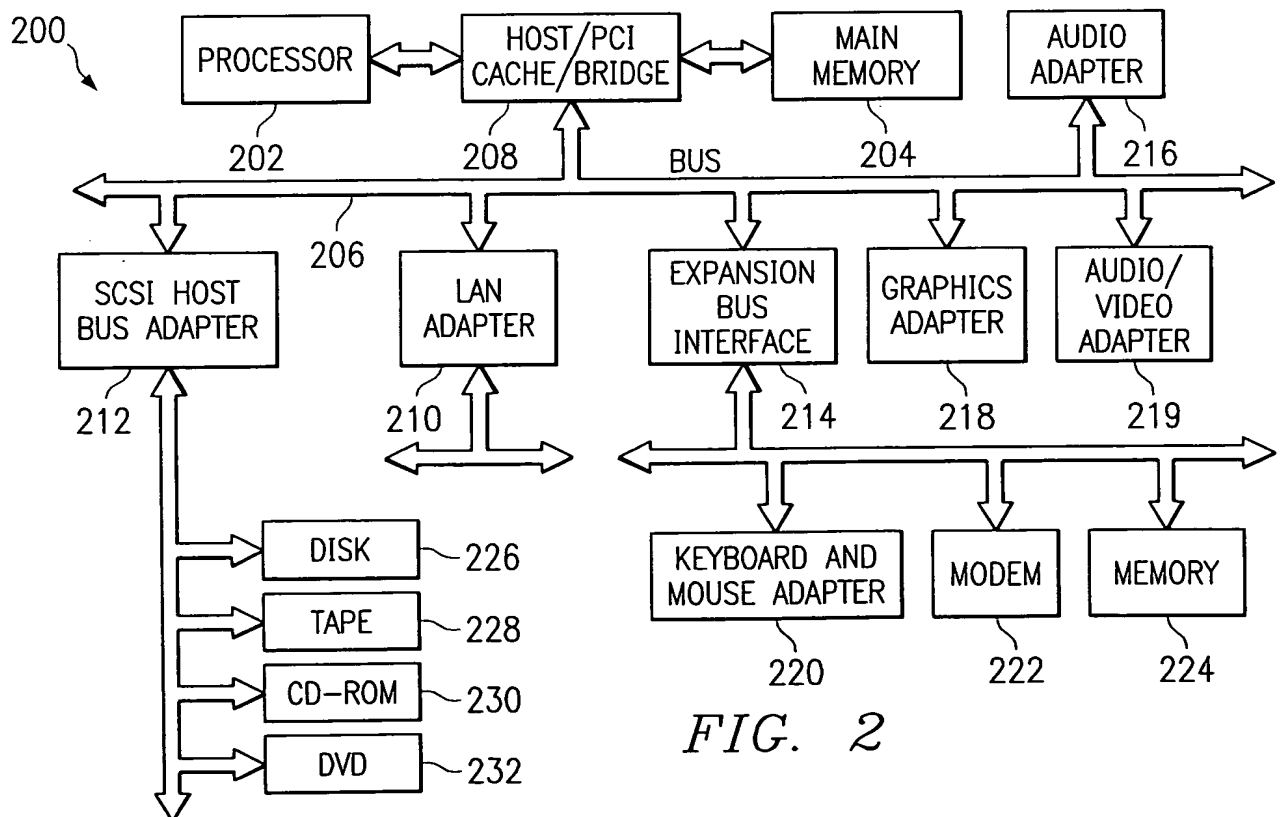 200
PROCESSOR
HOST/PCI
CACHE/BRIDGE
MAIN
MEMORY
AUDIO
ADAPTER
202
208
204
216
BUS
206
SCSI HOST
BUS ADAPTER
LAN
ADAPTER
EXPANSION
BUS
INTERFACE
GRAPHICS
ADAPTER
AUDIO/
VIDEO
ADAPTER
212
210
214
218
219
DISK
226
TAPE
228
CD-ROM
230
DVD
232
KEYBOARD AND
MOUSE ADAPTER
MODEM
MEMORY
220
222
224
FIG. 2